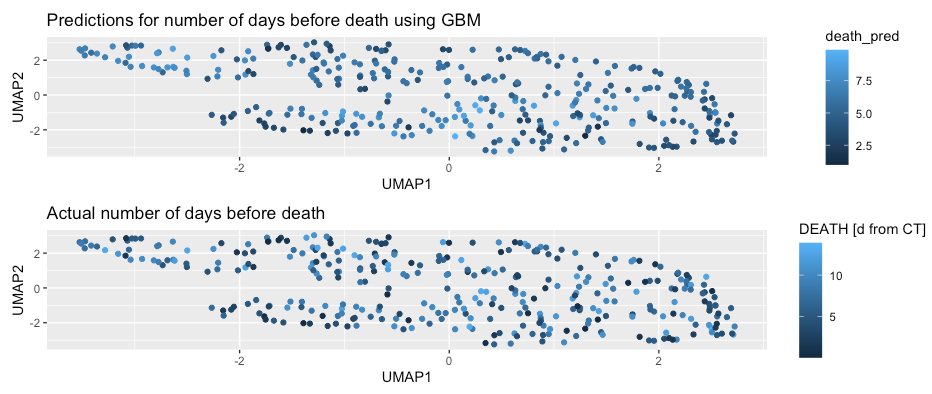 Predictions for number of days before death using GBM
UMAP2
2
0
-2
-2
0
2
UMAP1
death_pred
7.5
5.0
2.5
Actual number of days before death
UMAP2
2
0
-2
-2
0
2
UMAP1
DEATH [d from CT]
10
5